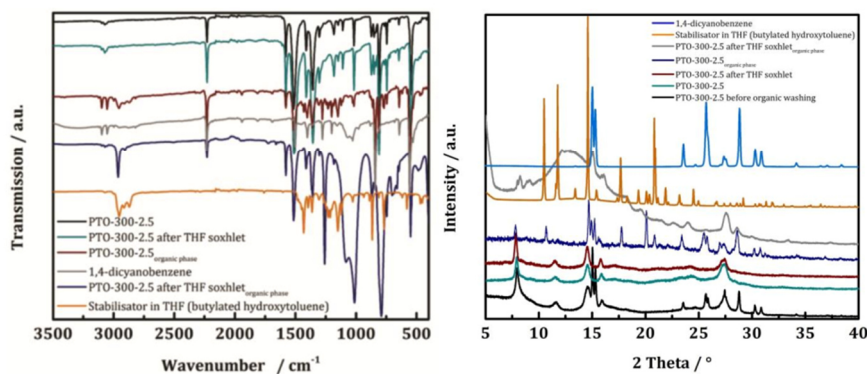 Transmission / a.u.
PTO-300-2.5
PTO-300-2.5 after THF soxhlet
PTO-300-2.5organic phase
1,4-dicyanobenzene
PTO-300-2.5 after THF soxhletorganic phase
Stabilisator in THF (butylated hydroxytoluene)
3500 3000 2500 2000 1500 1000 500
Wavenumber / cm-1
Intensity / a.u.
1,4-dicyanobenzene
Stabilisator in THF (butylated hydroxytoluene)
PTO-300-2.5 after THF soxhletorganic phase
PTO-300-2.5organic phase
PTO-300-2.5 after THF soxhlet
PTO-300-2.5
PTO-300-2.5 before organic washing
5 10 15 20 25 30 35 40
2 Theta / °